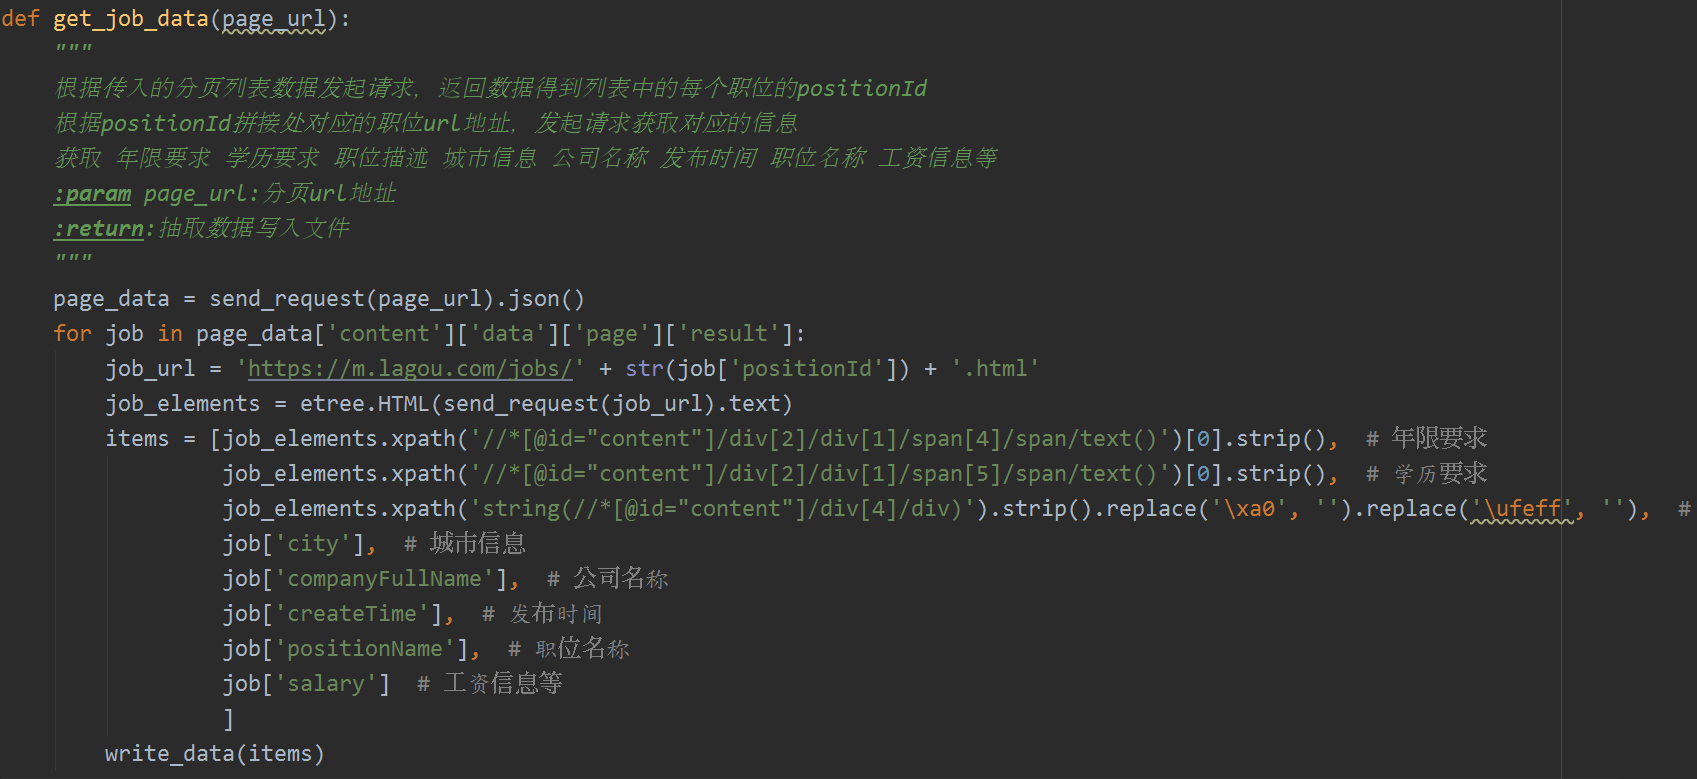 def get_job_data(page_url):
    """
    根据传入的分页列表数据发起请求, 返回数据得到列表中的每个职位的positionId
    根据positionId拼接处对应的职位url地址, 发起请求获取对应的信息
    获取 年限要求 学历要求 职位描述 城市信息 公司名称 发布时间 职位名称 工资信息等
    :param page_url:分页url地址
    :return:抽取数据写入文件
    """
    page_data = send_request(page_url).json()
    for job in page_data['content']['data']['page']['result']:
        job_url = 'https://m.lagou.com/jobs/' + str(job['positionId']) + '.html'
        job_elements = etree.HTML(send_request(job_url).text)
        items = [job_elements.xpath('//*[@id="content"]/div[2]/div[1]/span[4]/span/text()')[0].strip(),  # 年限要求
                 job_elements.xpath('//*[@id="content"]/div[2]/div[1]/span[5]/span/text()')[0].strip(),  # 学历要求
                 job_elements.xpath('string(//*[@id="content"]/div[4]/div)').strip().replace('\xa0', '').replace('\ufeff', ''),  #
                 job['city'],  # 城市信息
                 job['companyFullName'],  # 公司名称
                 job['createTime'],  # 发布时间
                 job['positionName'],  # 职位名称
                 job['salary']  # 工资信息等
                 ]
        write_data(items)